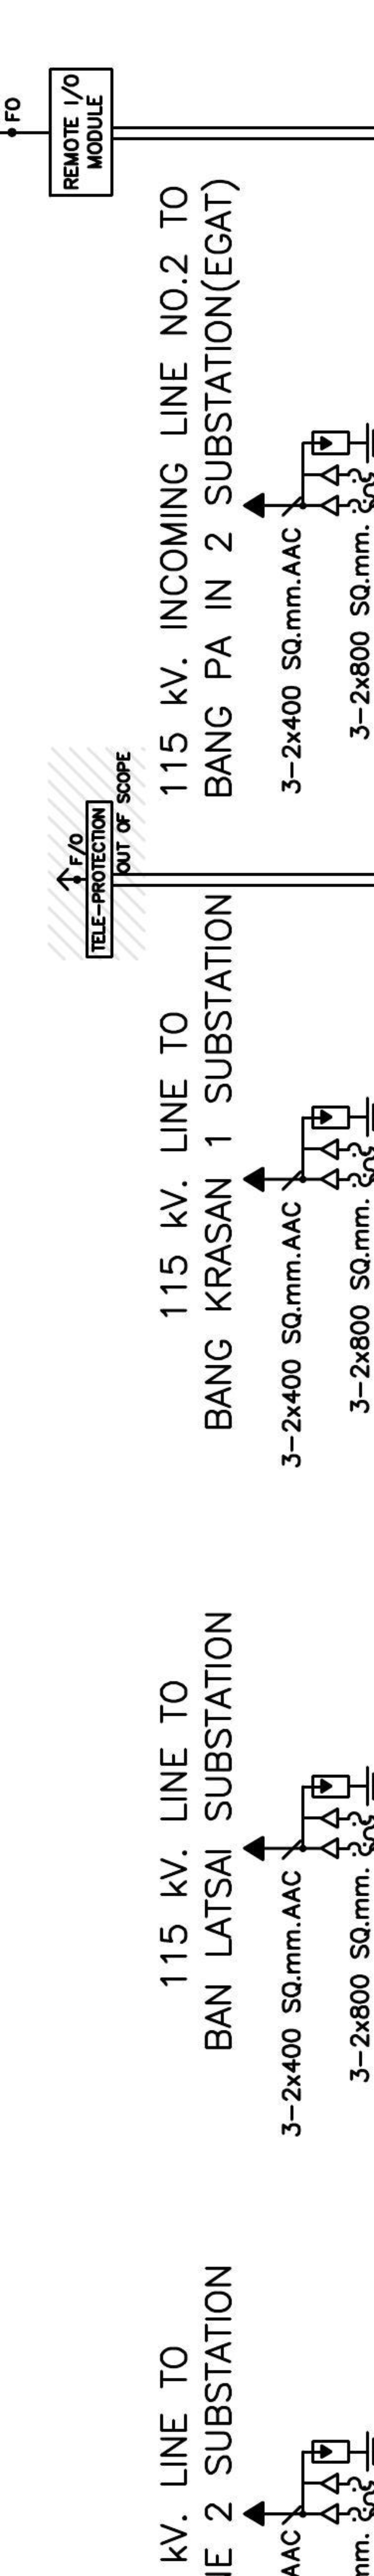 FO
REMOTE I/O
MODULE
115 kV. INCOMING LINE NO.2 TO
BANG PA IN 2 SUBSTATION(EGAT)
3-2x400 SQ.mm.AAC
3-2x800 SQ.mm.
F/O
TELE-PROTECTION
OUT OF SCOPE
115 kV. LINE TO
BANG KRASAN 1 SUBSTATION
3-2x400 SQ.mm.AAC
3-2x800 SQ.mm.
115 kV. LINE TO
BAN LATSAI SUBSTATION
3-2x400 SQ.mm.AAC
3-2x800 SQ.mm.
kV. LINE TO
2 SUBSTATION
AAC